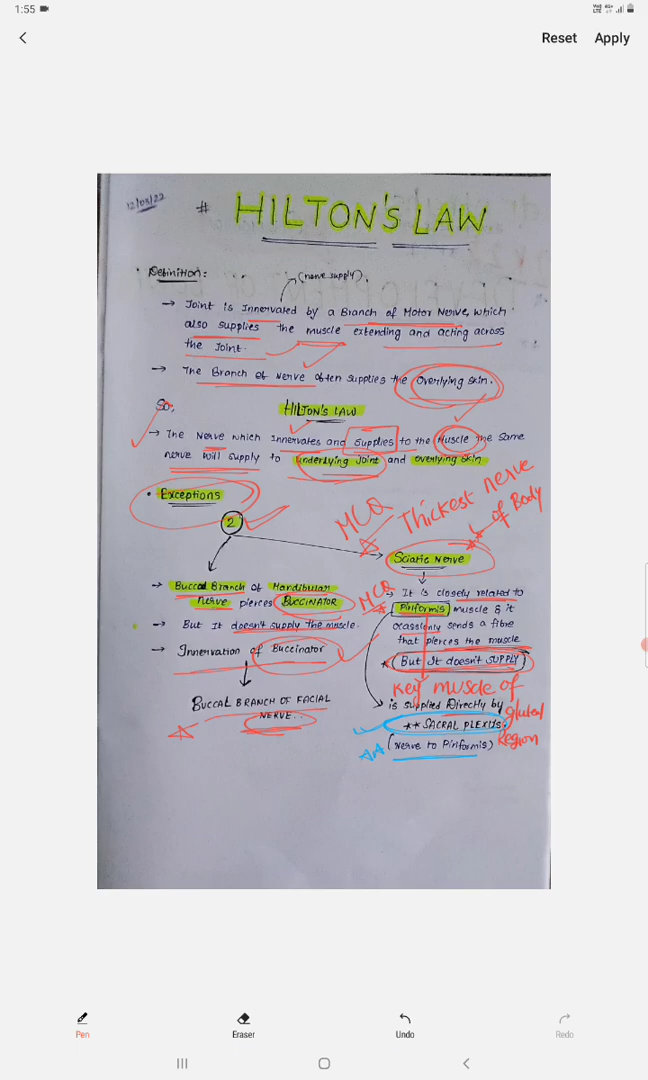 1:55
Reset Apply
12/03/22
# HILTON'S LAW
Definition:
(nerve supply).
→ Joint is Innervated by a Branch of Motor Nerve, which
also supplies the muscle extending and acting across
the Joint.
→ The Branch of Nerve often supplies the overlying skin.
So,
HILTON'S LAW
→ The Nerve which Innervates and supplies to the Muscle the same
nerve will supply to underlying Joint and overlying skin
• Exceptions
2
MCQ
Thickest nerve
of Body
Sciatic Nerve
→ Buccal Branch of Mandibular
nerve pierces BUCCINATOR
→ But It doesn't supply the muscle.
→ Innervation of Buccinator
BUCCAL BRANCH OF FACIAL
NERVE..
MCQ
→ It is closely related to
Piriformis muscle & it
ocassionly sends a fibre
that pierces the muscle
(But It doesn't SUPPLY)
Key muscle of
gluteal
Region
is supplied Directly by
** SACRAL PLEXUS.
(Nerve to Piriformis)
Pen Eraser Undo Redo